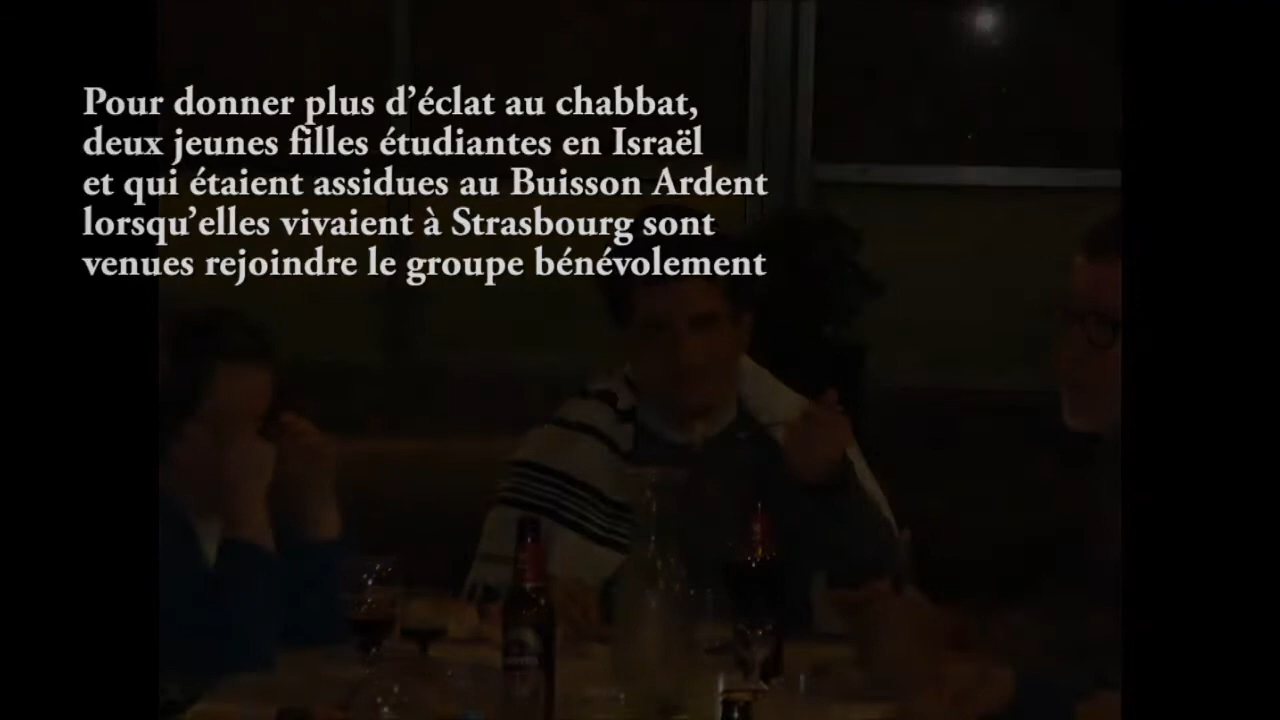 Pour donner plus d’éclat au chabbat,
deux jeunes filles étudiantes en Israël
et qui étaient assidues au Buisson Ardent
lorsqu’elles vivaient à Strasbourg sont
venues rejoindre le groupe bénévolement